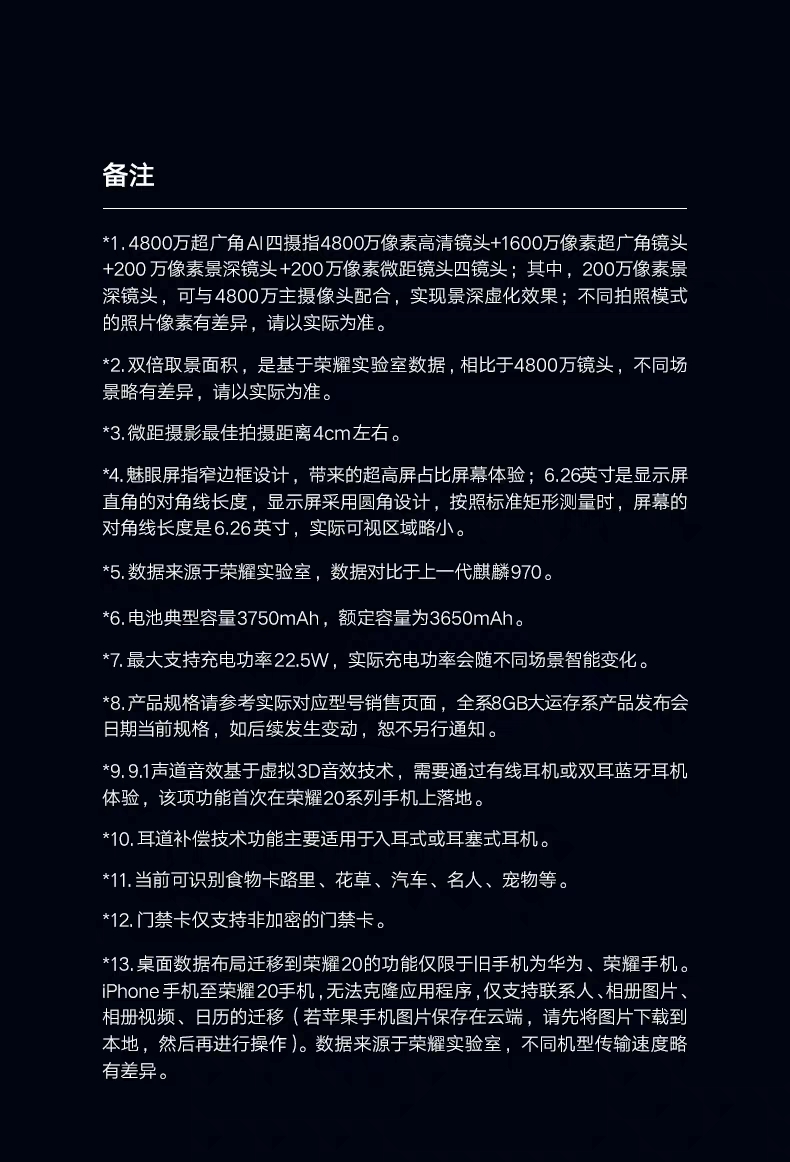 备注
*1. 4800万超广角AI四摄指4800万像素高清镜头+1600万像素超广角镜头
+200万像素景深镜头+200万像素微距镜头四镜头；其中，200万像素景
深镜头，可与4800万主摄像头配合，实现景深虚化效果；不同拍照模式
的照片像素有差异，请以实际为准。
*2. 双倍取景面积，是基于荣耀实验室数据，相比于4800万镜头，不同场
景略有差异，请以实际为准。
*3. 微距摄影最佳拍摄距离4cm左右。
*4. 魅眼屏指窄边框设计，带来的超高屏占比屏幕体验；6.26英寸是显示屏
直角的对角线长度，显示屏采用圆角设计，按照标准矩形测量时，屏幕的
对角线长度是6.26英寸，实际可视区域略小。
*5. 数据来源于荣耀实验室，数据对比于上一代麒麟970。
*6. 电池典型容量3750mAh，额定容量为3650mAh。
*7. 最大支持充电功率22.5W，实际充电功率会随不同场景智能变化。
*8. 产品规格请参考实际对应型号销售页面，全系8GB大运存系产品发布会
日期当前规格，如后续发生变动，恕不另行通知。
*9. 9.1声道音效基于虚拟3D音效技术，需要通过有线耳机或双耳蓝牙耳机
体验，该项功能首次在荣耀20系列手机上落地。
*10. 耳道补偿技术功能主要适用于入耳式或耳塞式耳机。
*11. 当前可识别食物卡路里、花草、汽车、名人、宠物等。
*12. 门禁卡仅支持非加密的门禁卡。
*13. 桌面数据布局迁移到荣耀20的功能仅限于旧手机为华为、荣耀手机。
iPhone手机至荣耀20手机，无法克隆应用程序，仅支持联系人、相册图片、
相册视频、日历的迁移（若苹果手机图片保存在云端，请先将图片下载到
本地，然后再进行操作）。数据来源于荣耀实验室，不同机型传输速度略
有差异。